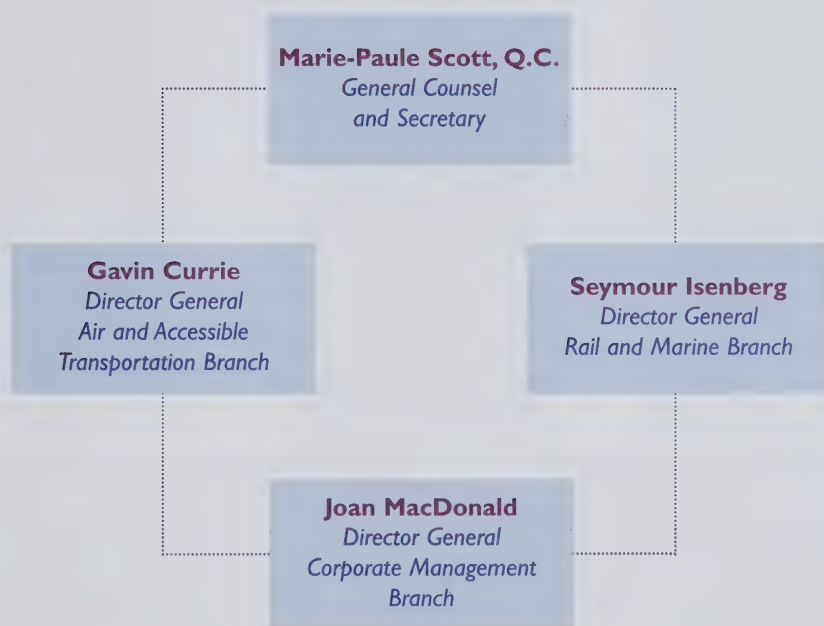 Marie-Paule Scott, Q.C.
General Counsel
and Secretary
Gavin Currie
Director General
Air and Accessible
Transportation Branch
Seymour Isenberg
Director General
Rail and Marine Branch
Joan MacDonald
Director General
Corporate Management
Branch